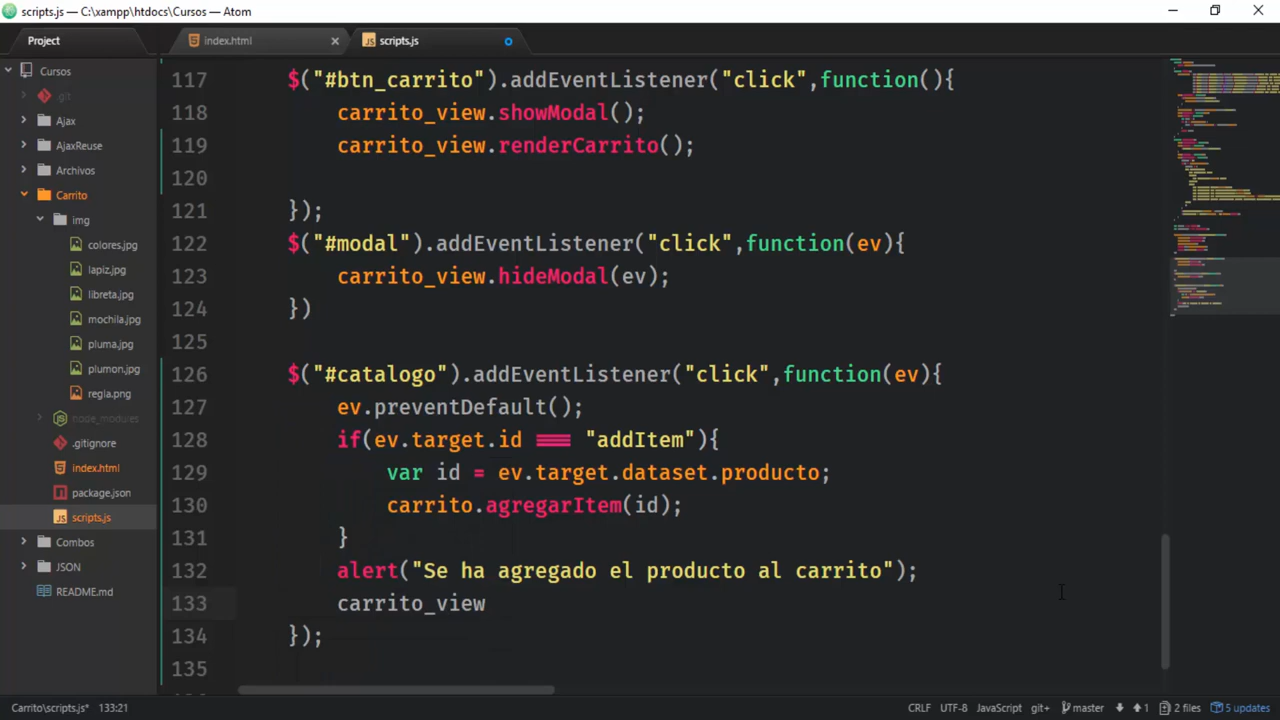 scripts.js — C:\xampp\htdocs\Cursos — Atom
Project
index.html
scripts.js
Cursos
.git
Ajax
AjaxReuse
Archivos
Carrito
img
colores.jpg
lapiz.jpg
libreta.jpg
mochila.jpg
pluma.jpg
plumon.jpg
regla.png
node_modules
.gitignore
index.html
package.json
scripts.js
Combos
JSON
README.md
117 $("#btn_carrito").addEventListener("click",function(){
118 carrito_view.showModal();
119 carrito_view.renderCarrito();
120
121 });
122 $("#modal").addEventListener("click",function(ev){
123 carrito_view.hideModal(ev);
124 })
125
126 $("#catalogo").addEventListener("click",function(ev){
127 ev.preventDefault();
128 if(ev.target.id === "addItem"){
129 var id = ev.target.dataset.producto;
130 carrito.agregarItem(id);
131 }
132 alert("Se ha agregado el producto al carrito");
133 carrito_view
134 });
135
Carrito\scripts.js* 133:21
CRLF UTF-8 JavaScript git+ master 1 2 files 5 updates